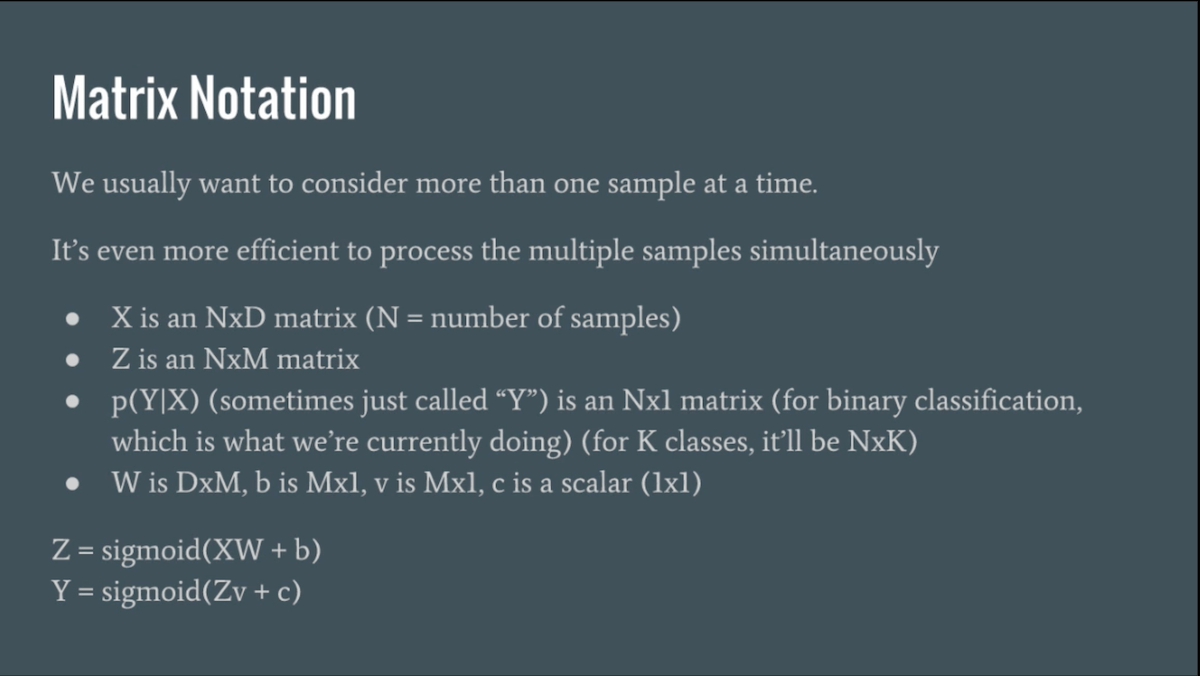 Matrix Notation
We usually want to consider more than one sample at a time.
It’s even more efficient to process the multiple samples simultaneously
● X is an NxD matrix (N = number of samples)
● Z is an NxM matrix
● p(Y|X) (sometimes just called “Y”) is an Nx1 matrix (for binary classification,
which is what we’re currently doing) (for K classes, it’ll be NxK)
● W is DxM, b is Mx1, v is Mx1, c is a scalar (1x1)
Z = sigmoid(XW + b)
Y = sigmoid(Zv + c)